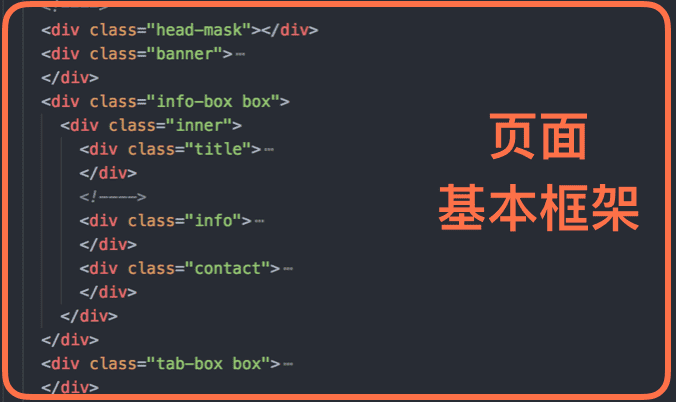 <!---->
<div class="head-mask"></div>
<div class="banner">⋯
</div>
<div class="info-box box">
<div class="inner">
<div class="title">⋯
</div>
<!---->
<div class="info">⋯
</div>
<div class="contact">⋯
</div>
</div>
</div>
<div class="tab-box box">⋯
</div>
页面
基本框架